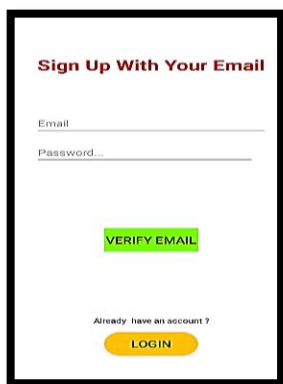 Sign Up With Your Email
Email
Password...
VERIFY EMAIL
Already have an account ?
LOGIN